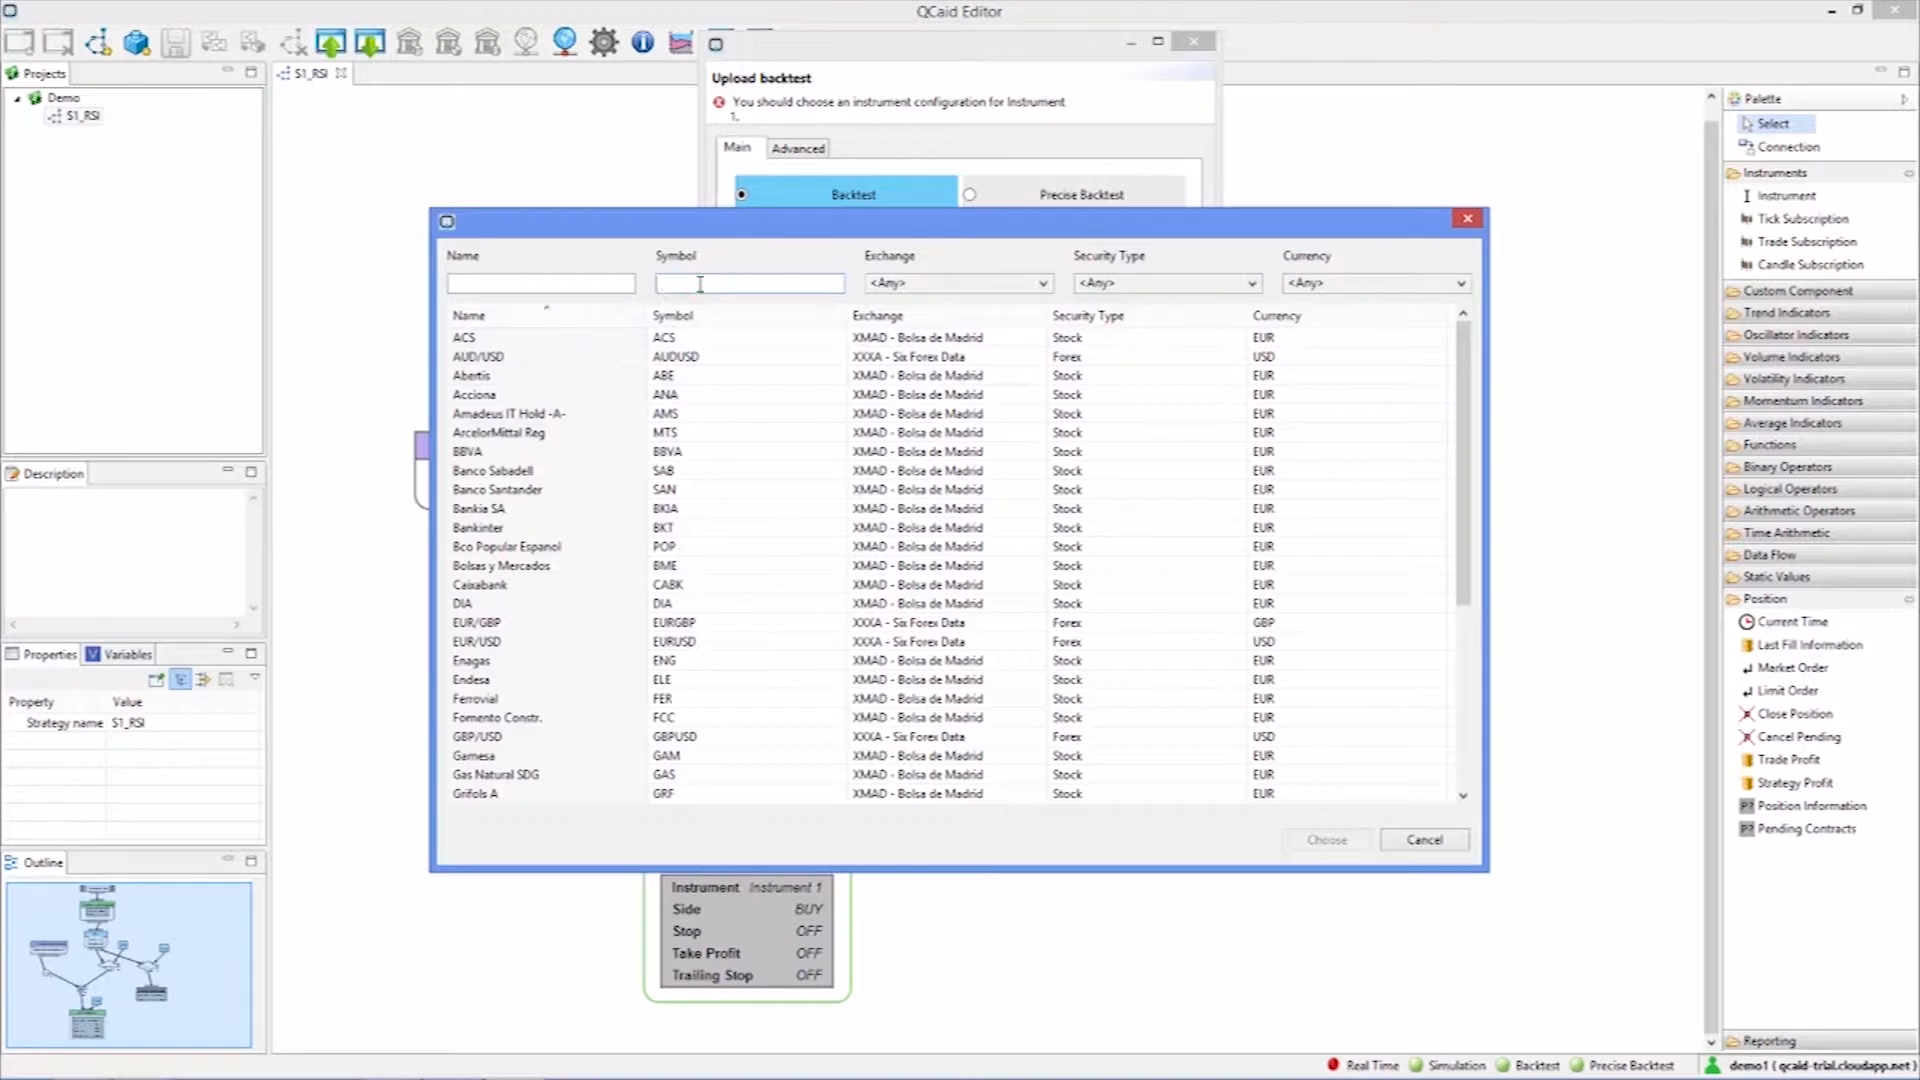 QCaid Editor
Projects
Demo
S1_RSI
S1_RSI
Upload backtest
You should choose an instrument configuration for Instrument
1.
Main Advanced
Backtest Precise Backtest
Name Symbol Exchange Security Type Currency
<Any> <Any> <Any>
Name Symbol Exchange Security Type Currency
ACS ACS XMAD - Bolsa de Madrid Stock EUR
AUD/USD AUDUSD XXXA - Six Forex Data Forex USD
Abertis ABE XMAD - Bolsa de Madrid Stock EUR
Acciona ANA XMAD - Bolsa de Madrid Stock EUR
Amadeus IT Hold -A- AMS XMAD - Bolsa de Madrid Stock EUR
ArcelorMittal Reg MTS XMAD - Bolsa de Madrid Stock EUR
BBVA BBVA XMAD - Bolsa de Madrid Stock EUR
Banco Sabadell SAB XMAD - Bolsa de Madrid Stock EUR
Banco Santander SAN XMAD - Bolsa de Madrid Stock EUR
Bankia SA BKIA XMAD - Bolsa de Madrid Stock EUR
Bankinter BKT XMAD - Bolsa de Madrid Stock EUR
Bco Popular Espanol POP XMAD - Bolsa de Madrid Stock EUR
Bolsas y Mercados BME XMAD - Bolsa de Madrid Stock EUR
Caixabank CABK XMAD - Bolsa de Madrid Stock EUR
DIA DIA XMAD - Bolsa de Madrid Stock EUR
EUR/GBP EURGBP XXXA - Six Forex Data Forex GBP
EUR/USD EURUSD XXXA - Six Forex Data Forex USD
Enagas ENG XMAD - Bolsa de Madrid Stock EUR
Endesa ELE XMAD - Bolsa de Madrid Stock EUR
Ferrovial FER XMAD - Bolsa de Madrid Stock EUR
Fomento Constr. FCC XMAD - Bolsa de Madrid Stock EUR
GBP/USD GBPUSD XXXA - Six Forex Data Forex USD
Gamesa GAM XMAD - Bolsa de Madrid Stock EUR
Gas Natural SDG GAS XMAD - Bolsa de Madrid Stock EUR
Grifols A GRF XMAD - Bolsa de Madrid Stock EUR
Choose Cancel
Instrument Instrument 1
Side BUY
Stop OFF
Take Profit OFF
Trailing Stop OFF
Description
Properties Variables
Property Value
Strategy name S1_RSI
Outline
Palette
Select
Connection
Instruments
Instrument
Tick Subscription
Trade Subscription
Candle Subscription
Custom Component
Trend Indicators
Oscillator Indicators
Volume Indicators
Volatility Indicators
Momentum Indicators
Average Indicators
Functions
Binary Operators
Logical Operators
Arithmetic Operators
Time Arithmetic
Data Flow
Static Values
Position
Current Time
Last Fill Information
Market Order
Limit Order
Close Position
Cancel Pending
Trade Profit
Strategy Profit
Position Information
Pending Contracts
Reporting
Real Time Simulation Backtest Precise Backtest demo1 ( qcaid-trial.cloudapp.net )